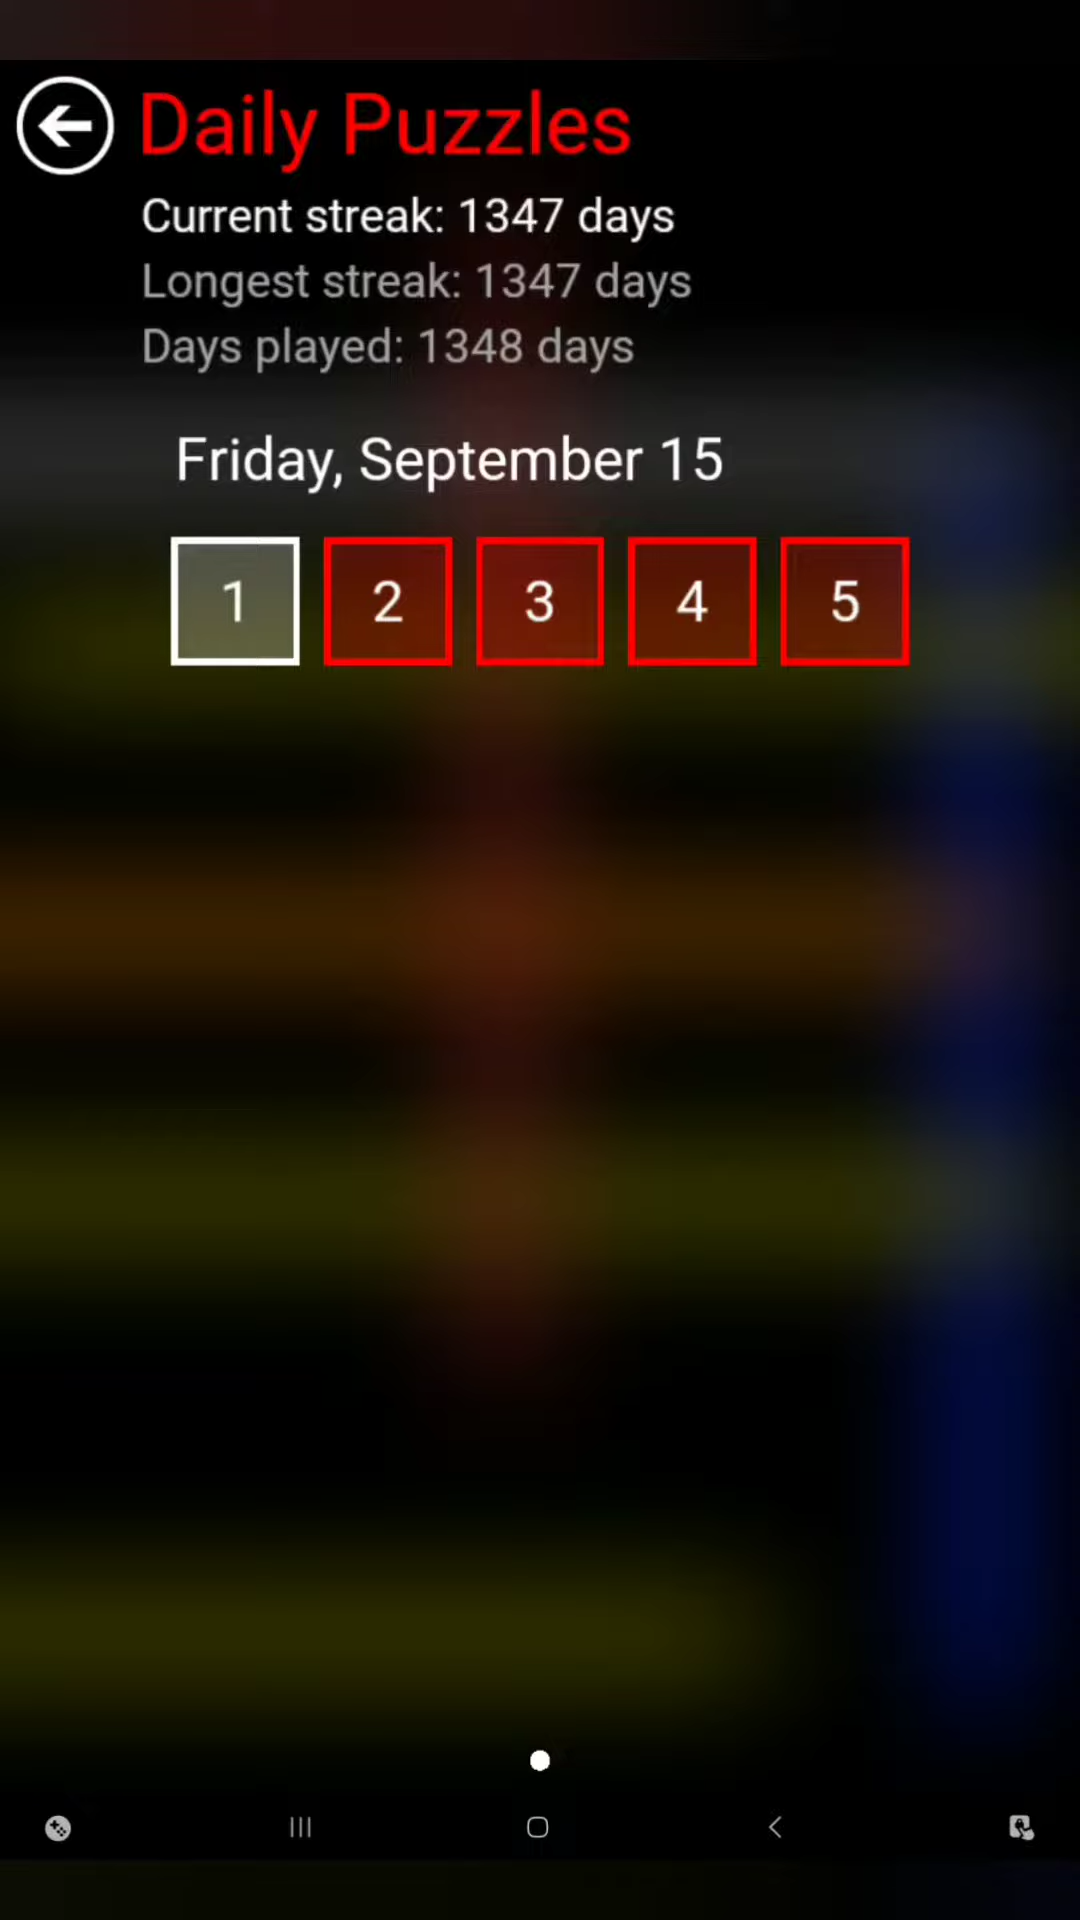 Daily Puzzles
Current streak: 1347 days
Longest streak: 1347 days
Days played: 1348 days
Friday, September 15
1 2 3 4 5